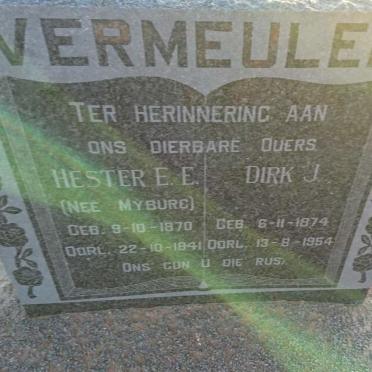 VERMEULEN
TER HERINNERING AAN
ONS DIERBARE OUERS
HESTER E. E. DIRK J.
(NEE MYBURG)
GEB. 9-10-1870 GEB. 6-11-1874
OORL. 22-10-1941 OORL. 13-8-1954
ONS GUN U DIE RUS.